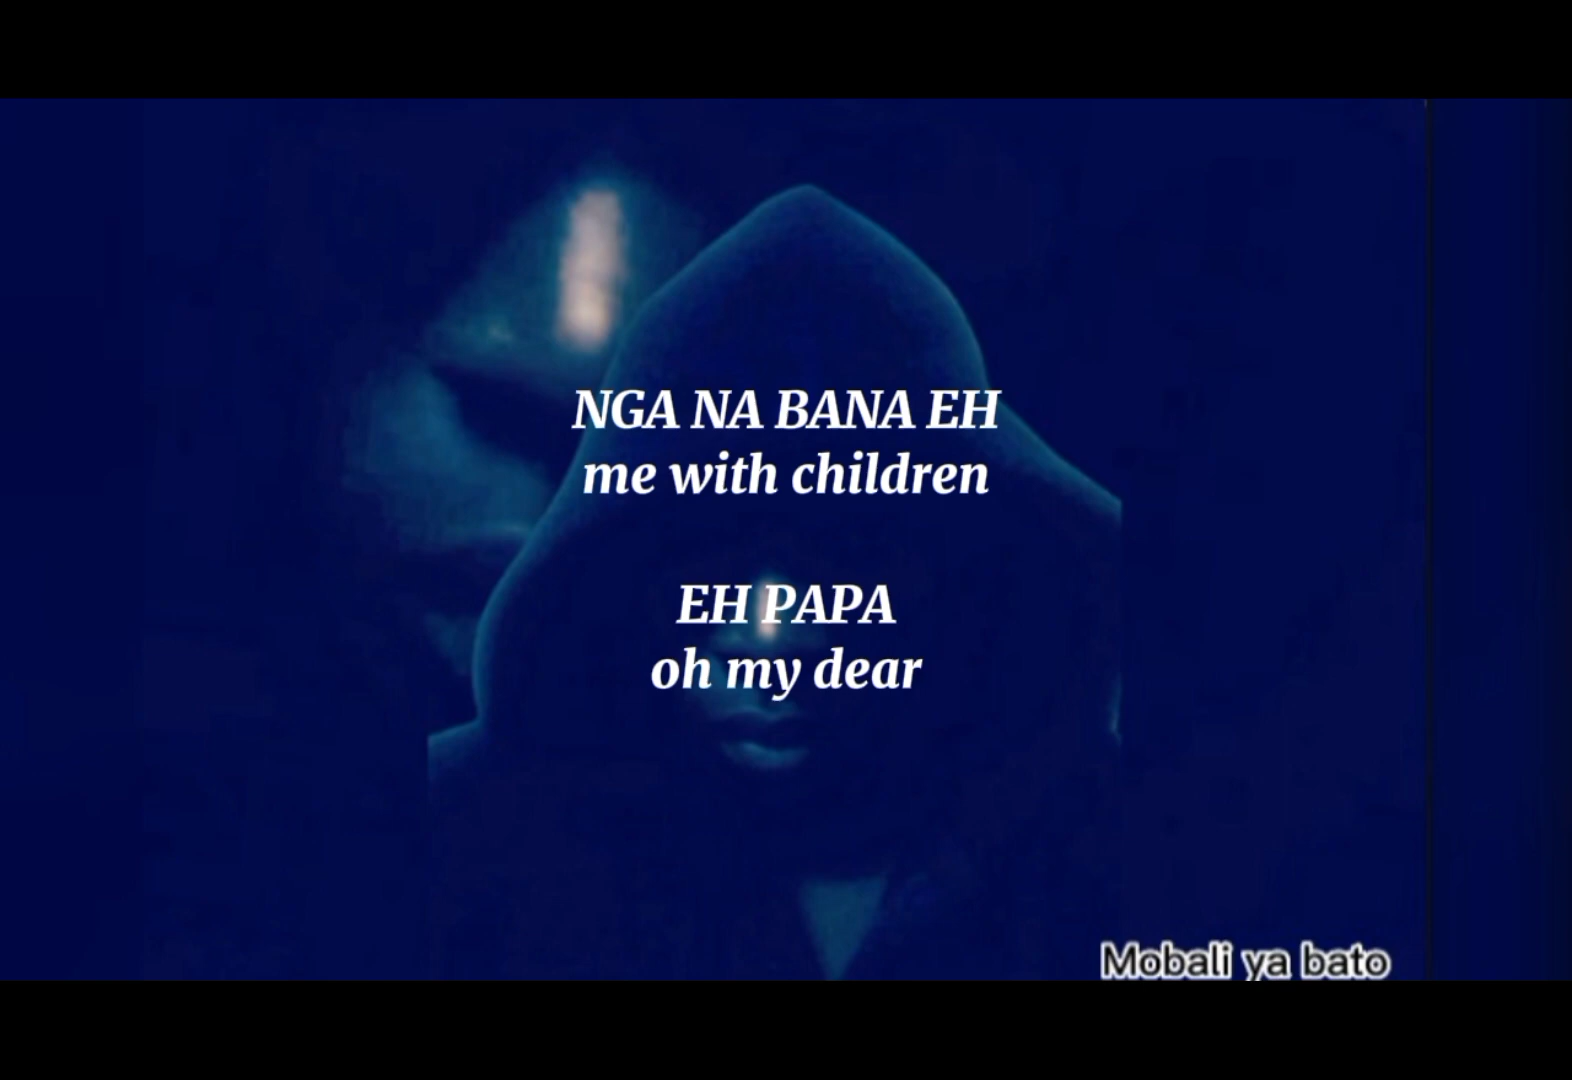 NGA NA BANA EH
me with children
EH PAPA
oh my dear
Mobali ya bato